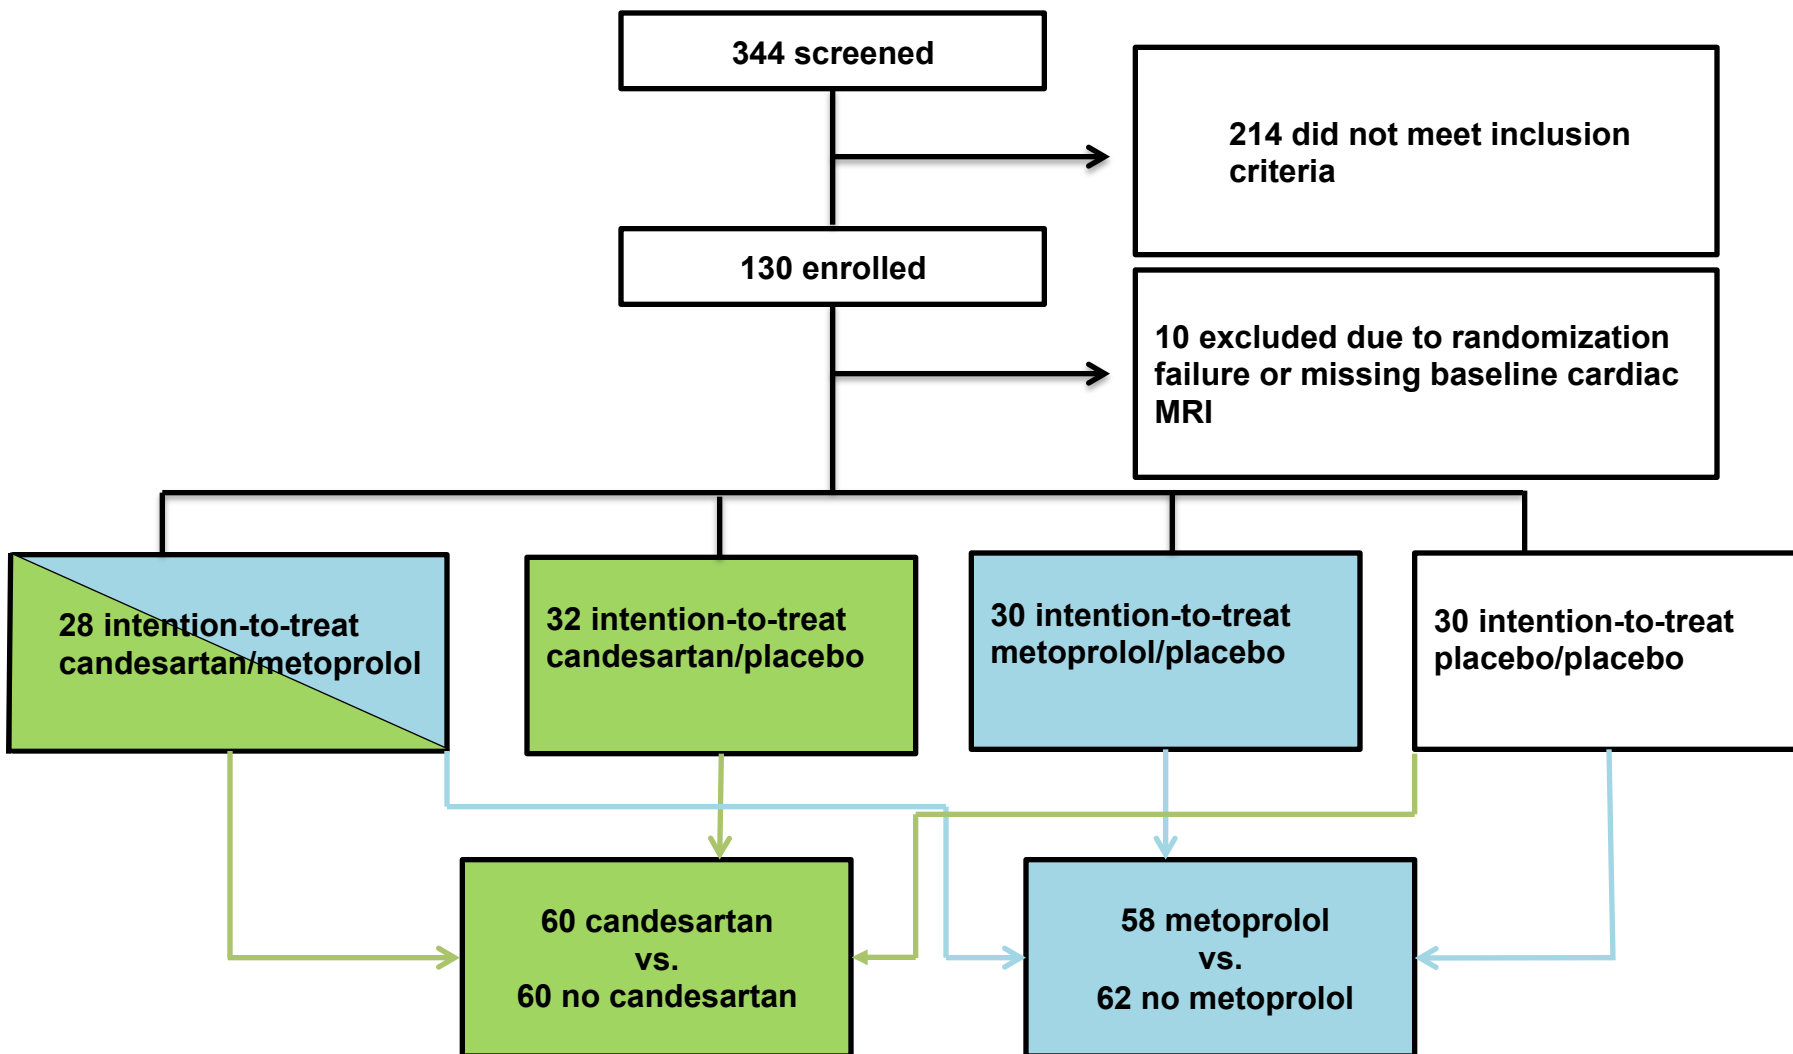 344 screened
214 did not meet inclusion
criteria
130 enrolled
10 excluded due to randomization
failure or missing baseline cardiac
MRI
28 intention-to-treat
candesartan/metoprolol
32 intention-to-treat
candesartan/placebo
30 intention-to-treat
metoprolol/placebo
30 intention-to-treat
placebo/placebo
60 candesartan
vs.
60 no candesartan
58 metoprolol
vs.
62 no metoprolol